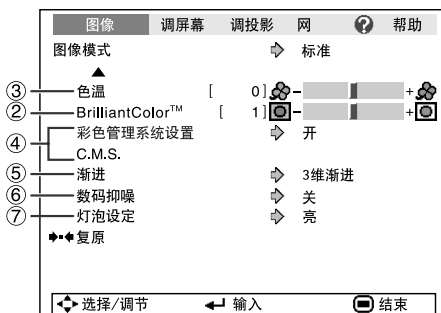 图像 调屏幕 调投影 网 ? 帮助
图像模式 标准
③ 色温 [ 0] − +
② BrilliantColor™ [ 1] − +
④ 彩色管理系统设置 开
C.M.S.
⑤ 渐进 3维渐进
⑥ 数码抑噪 关
⑦ 灯泡设定 亮
复原
选择/调节 输入 结束